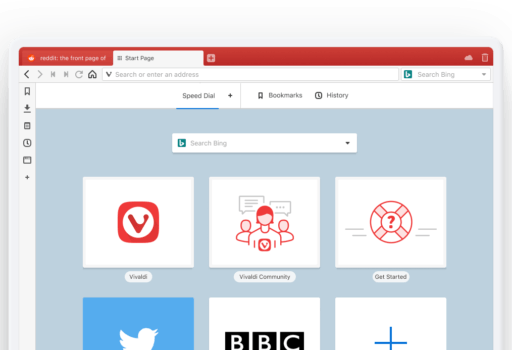 reddit: the front page of
Start Page
Search or enter an address
Search Bing
Speed Dial
Bookmarks
History
Search Bing
?
Vivaldi
Vivaldi Community
Get Started
BBC